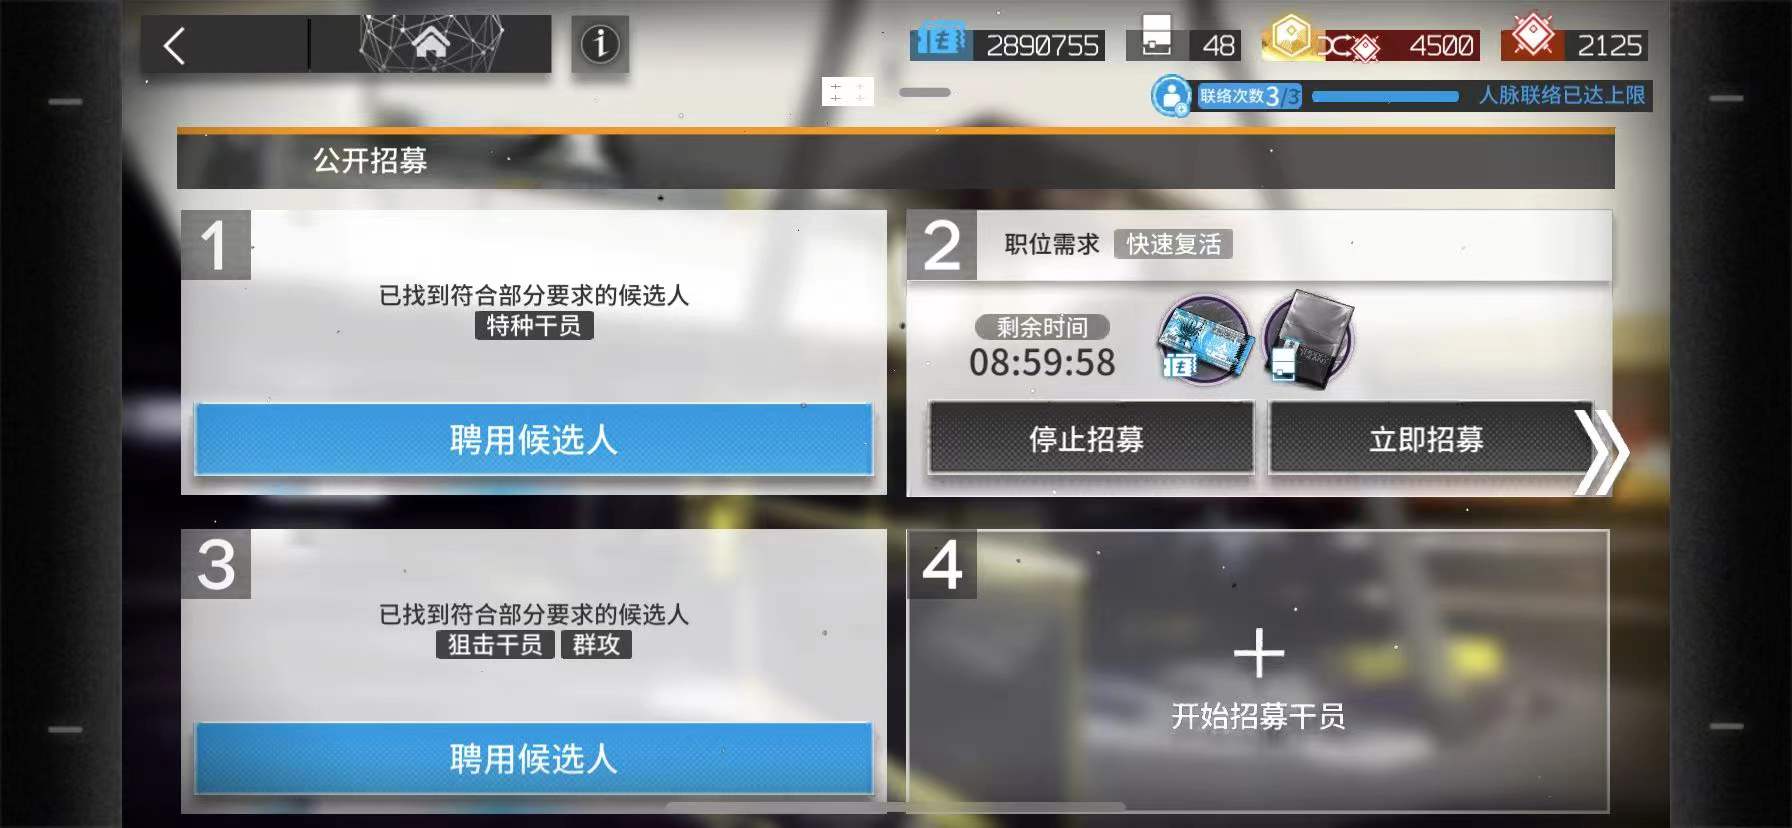 2890755
48
4500
2125
联络次数3/3
人脉联络已达上限
公开招募
1
已找到符合部分要求的候选人
特种干员
聘用候选人
2
职位需求 快速复活
剩余时间
08:59:58
停止招募
立即招募
3
已找到符合部分要求的候选人
狙击干员 群攻
聘用候选人
4
开始招募干员